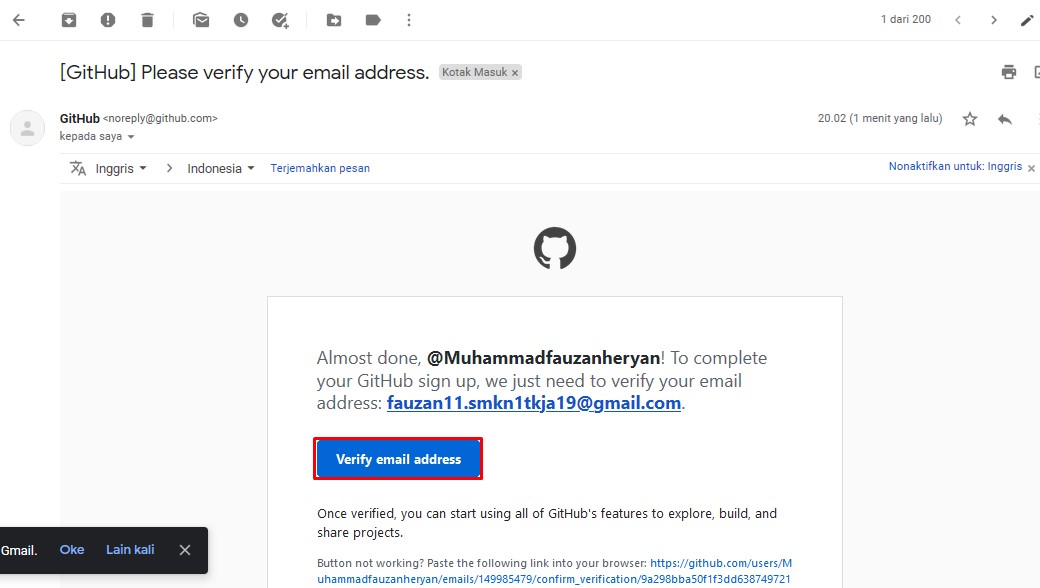 1 dari 200
[GitHub] Please verify your email address. Kotak Masuk ×
GitHub <noreply@github.com> 20.02 (1 menit yang lalu)
kepada saya
Inggris > Indonesia Terjemahkan pesan Nonaktifkan untuk: Inggris ×
Almost done, @Muhammadfauzanheryan! To complete
your GitHub sign up, we just need to verify your email
address: fauzan11.smkn1tkja19@gmail.com.
Verify email address
Once verified, you can start using all of GitHub's features to explore, build, and
share projects.
Gmail. Oke Lain kali
Button not working? Paste the following link into your browser: https://github.com/users/M
uhammadfauzanheryan/emails/149985479/confirm_verification/9a298bba50f1f3dd638749721